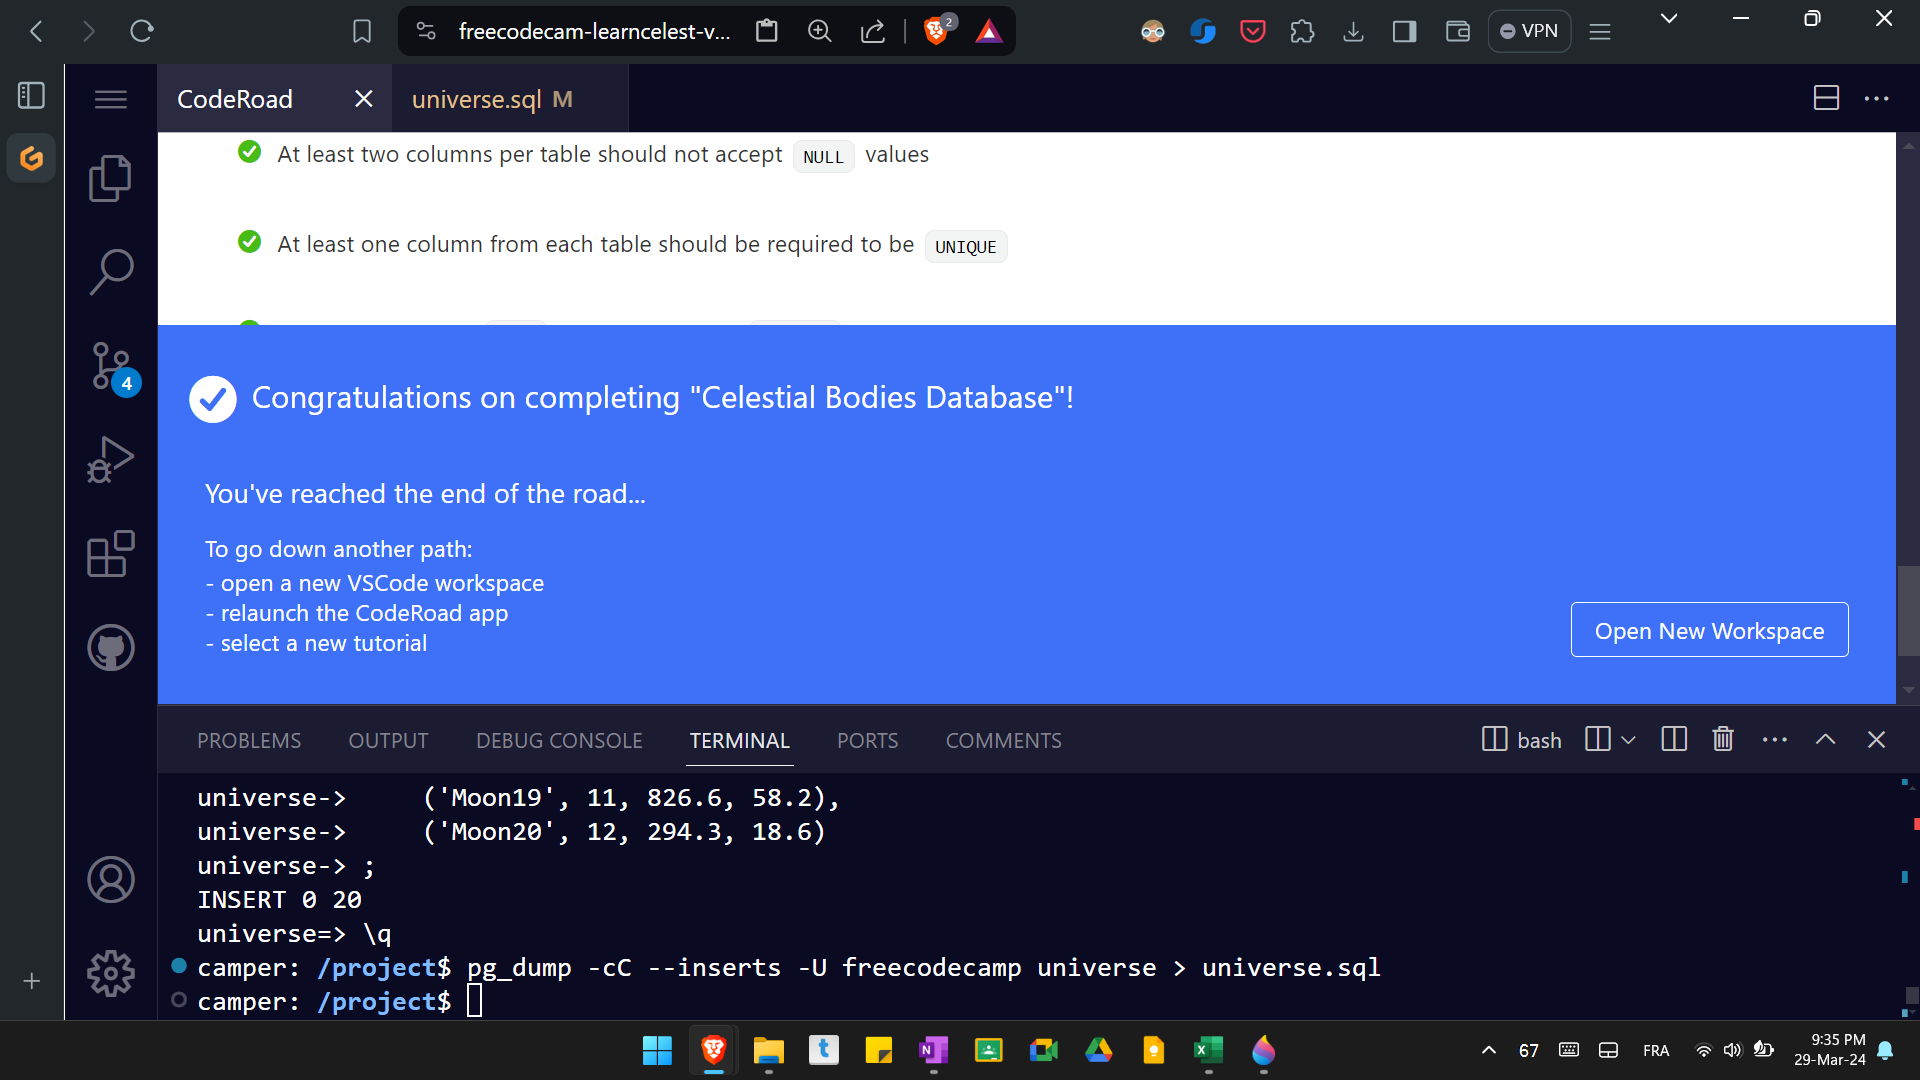 freecodecam-learncelest-v...
2
VPN
CodeRoad
universe.sql M
At least two columns per table should not accept NULL values
At least one column from each table should be required to be UNIQUE
4
Congratulations on completing "Celestial Bodies Database"!
You've reached the end of the road...
To go down another path:
- open a new VSCode workspace
- relaunch the CodeRoad app
- select a new tutorial
Open New Workspace
PROBLEMS OUTPUT DEBUG CONSOLE TERMINAL PORTS COMMENTS
bash
universe->     ('Moon19', 11, 826.6, 58.2),
universe->     ('Moon20', 12, 294.3, 18.6)
universe-> ;
INSERT 0 20
universe=> \q
camper: /project$ pg_dump -cC --inserts -U freecodecamp universe > universe.sql
camper: /project$
t
N
X
67
FRA
9:35 PM
29-Mar-24